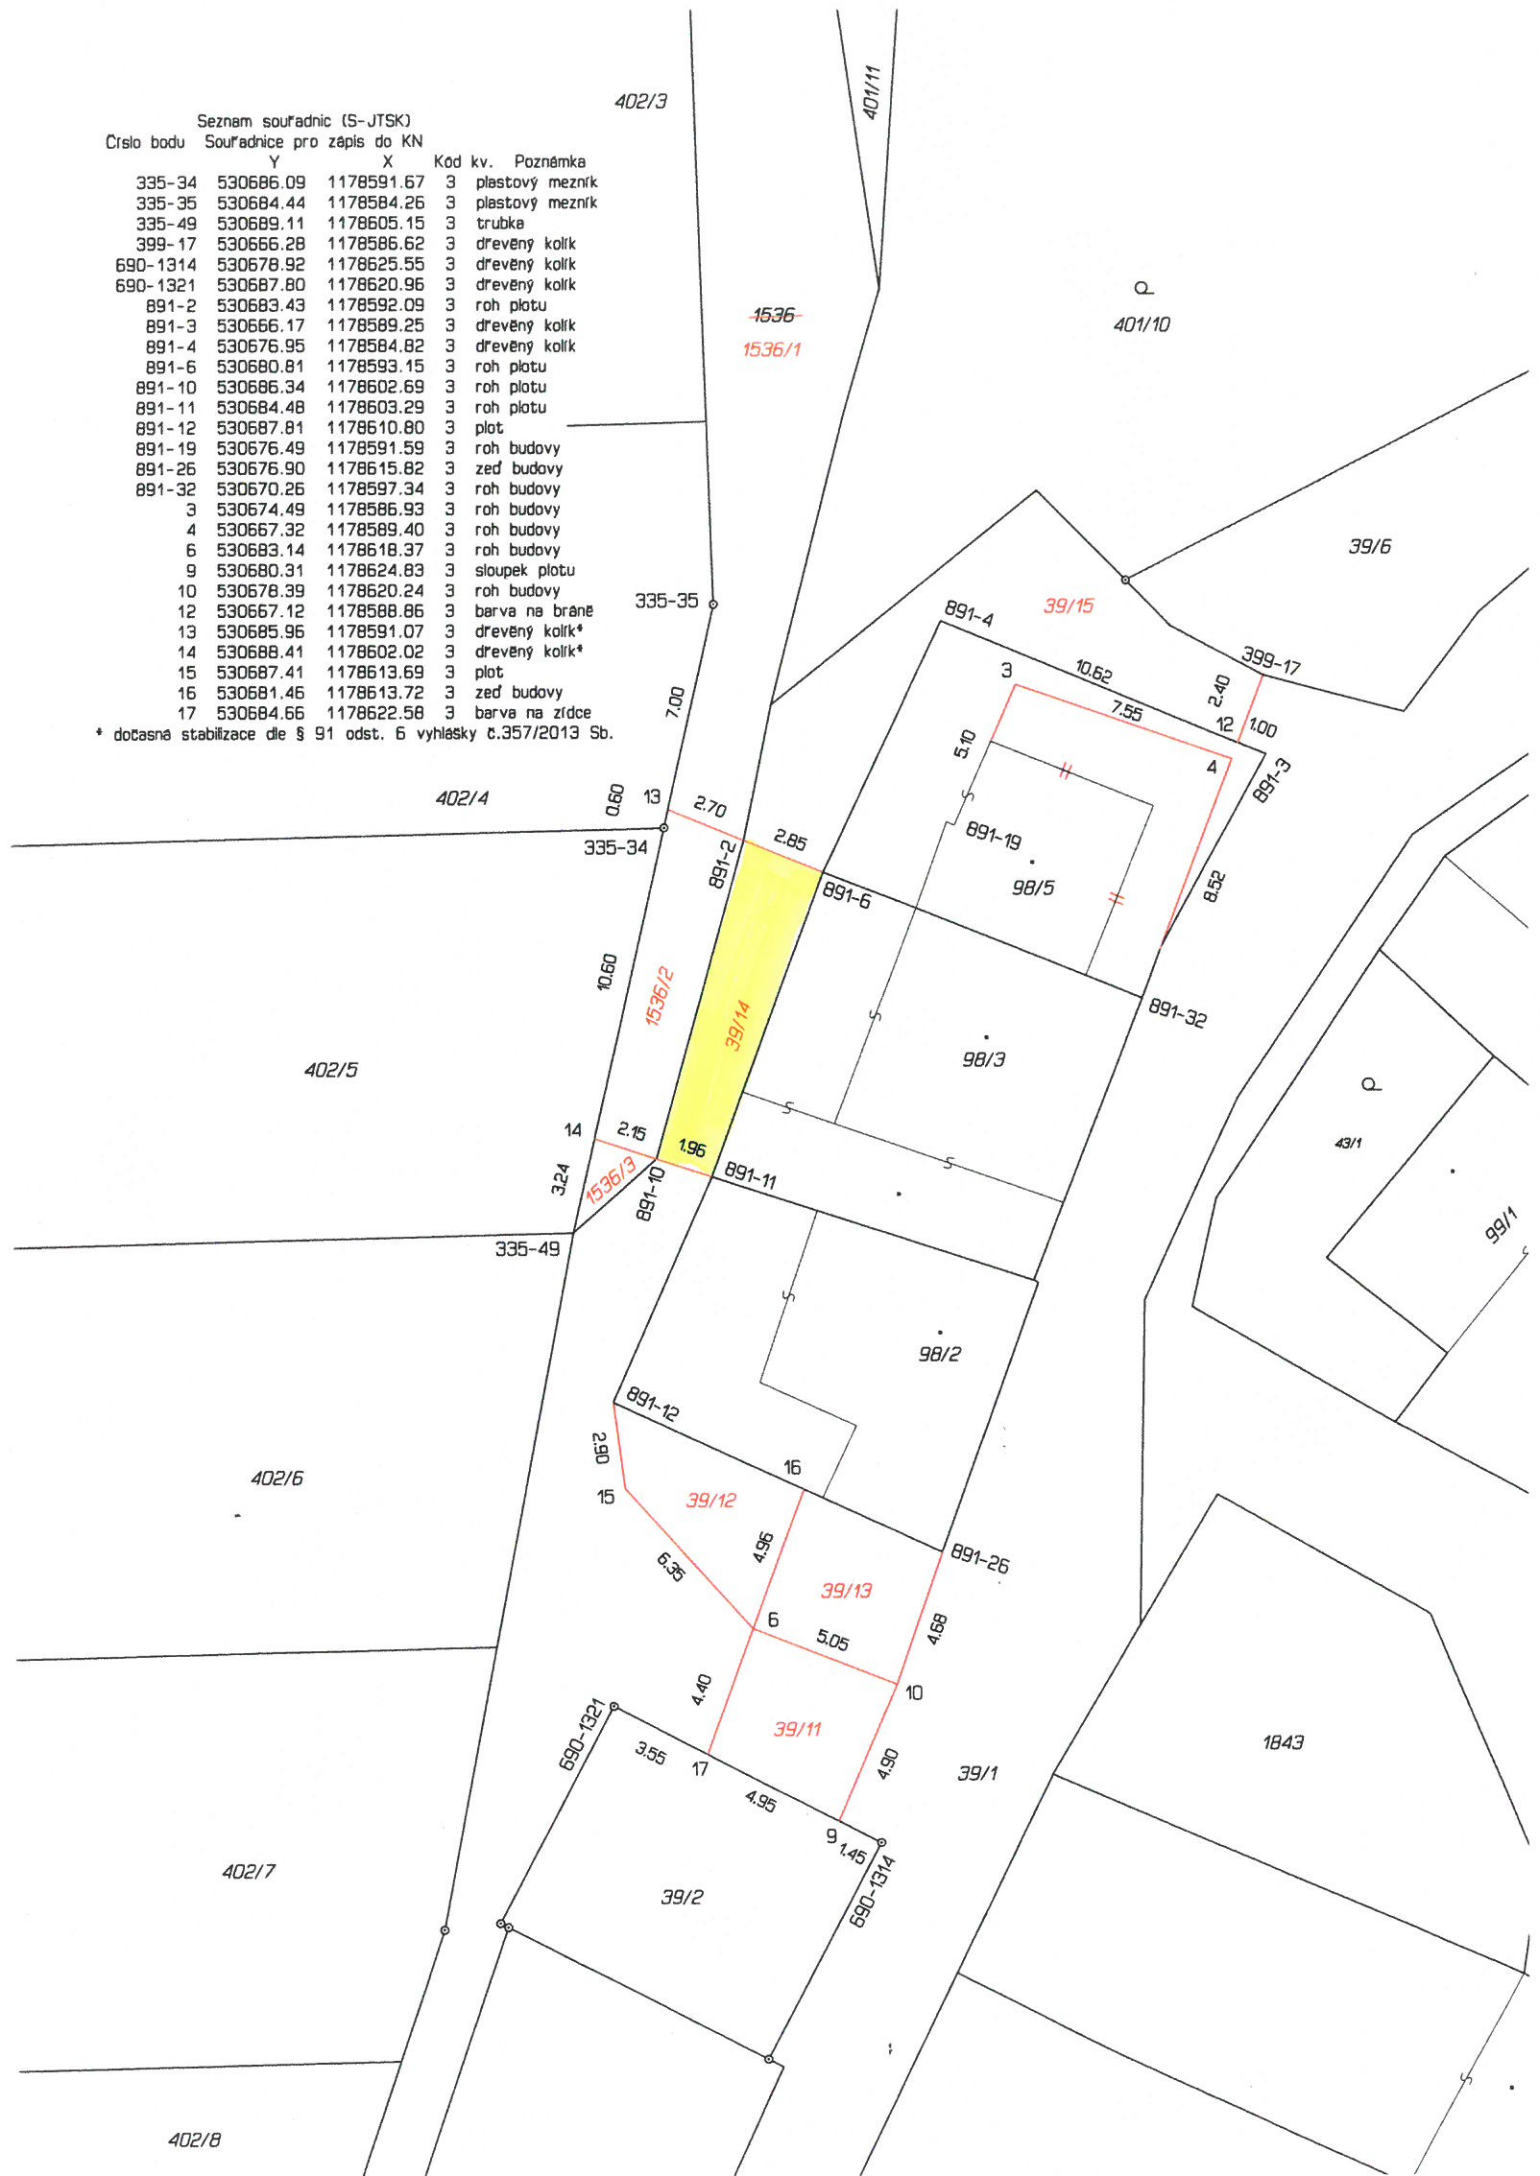 Seznam souřadnic (S-JTSK)
Číslo bodu Souřadnice pro zápis do KN
Y X Kód kv. Poznámka
335-34 530686.09 1178591.67 3 plastový mezník
335-35 530684.44 1178584.26 3 plastový mezník
335-49 530689.11 1178605.15 3 trubka
399-17 530666.28 1178586.62 3 dřevěný kolík
690-1314 530678.92 1178625.55 3 dřevěný kolík
690-1321 530687.80 1178620.96 3 dřevěný kolík
891-2 530683.43 1178592.09 3 roh plotu
891-3 530666.17 1178589.25 3 dřevěný kolík
891-4 530676.95 1178584.82 3 dřevěný kolík
891-6 530680.81 1178593.15 3 roh plotu
891-10 530686.34 1178602.69 3 roh plotu
891-11 530684.48 1178603.29 3 roh plotu
891-12 530687.81 1178610.80 3 plot
891-19 530676.49 1178591.59 3 roh budovy
891-26 530676.90 1178615.82 3 zeď budovy
891-32 530670.26 1178597.34 3 roh budovy
3 530674.49 1178586.93 3 roh budovy
4 530667.32 1178589.40 3 roh budovy
6 530683.14 1178618.37 3 roh budovy
9 530680.31 1178624.83 3 sloupek plotu
10 530678.39 1178620.24 3 roh budovy
12 530667.12 1178588.86 3 barva na bráně
13 530685.96 1178591.07 3 dřevěný kolík*
14 530688.41 1178602.02 3 dřevěný kolík*
15 530687.41 1178613.69 3 plot
16 530681.46 1178613.72 3 zeď budovy
17 530684.66 1178622.58 3 barva na zídce
* dočasná stabilizace dle § 91 odst. 6 vyhlášky č.357/2013 Sb.
402/3
401/11
1536
1536/1
401/10
39/6
335-35
891-4
39/15
399-17
3
10.62
2.40
7.55
12
1.00
7.00
5.10
4
891-3
402/4
0.60
13
2.70
335-34
891-2
2.85
891-19
98/5
891-6
8.52
10.60
1536/2
39/14
891-32
98/3
402/5
43/1
14
2.15
1.96
3.24
1536/3
891-10
891-11
99/1
335-49
98/2
891-12
2.90
16
402/6
15
39/12
4.96
891-26
6.35
39/13
6
5.05
4.68
4.40
10
690-1321
39/11
3.55
17
4.90
39/1
1843
4.95
9
1.45
690-1314
402/7
39/2
402/8